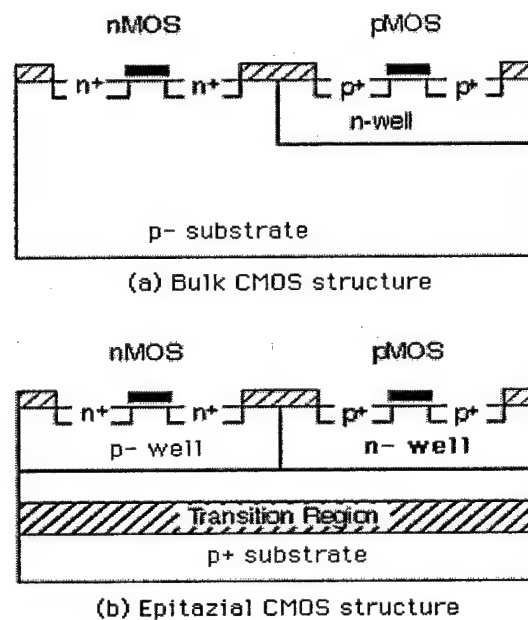 nMOS pMOS
n+ n+ p+ p+
n-well
p- substrate
(a) Bulk CMOS structure
nMOS pMOS
n+ n+ p+ p+
p- well n- well
Transition Region
p+ substrate
(b) Epitazial CMOS structure